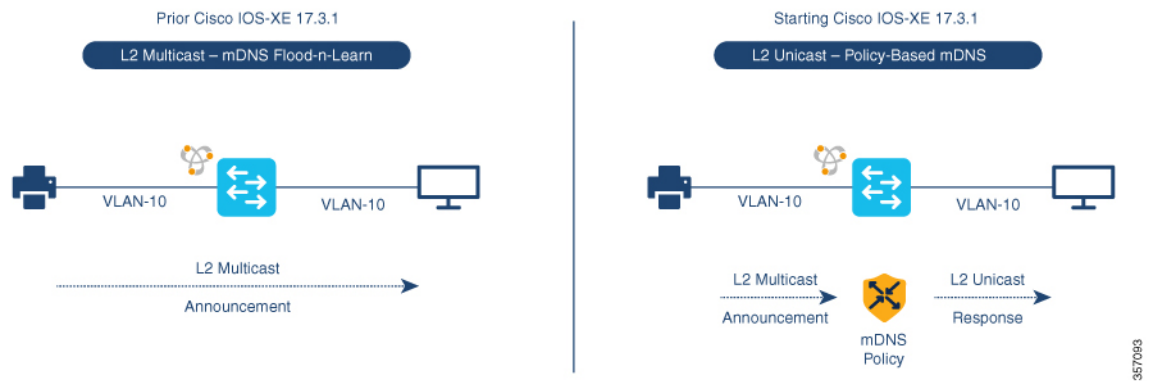 Prior Cisco IOS-XE 17.3.1
L2 Multicast – mDNS Flood-n-Learn
VLAN-10
VLAN-10
L2 Multicast
Announcement
Starting Cisco IOS-XE 17.3.1
L2 Unicast – Policy-Based mDNS
VLAN-10
VLAN-10
L2 Multicast
Announcement
mDNS
Policy
L2 Unicast
Response
357093